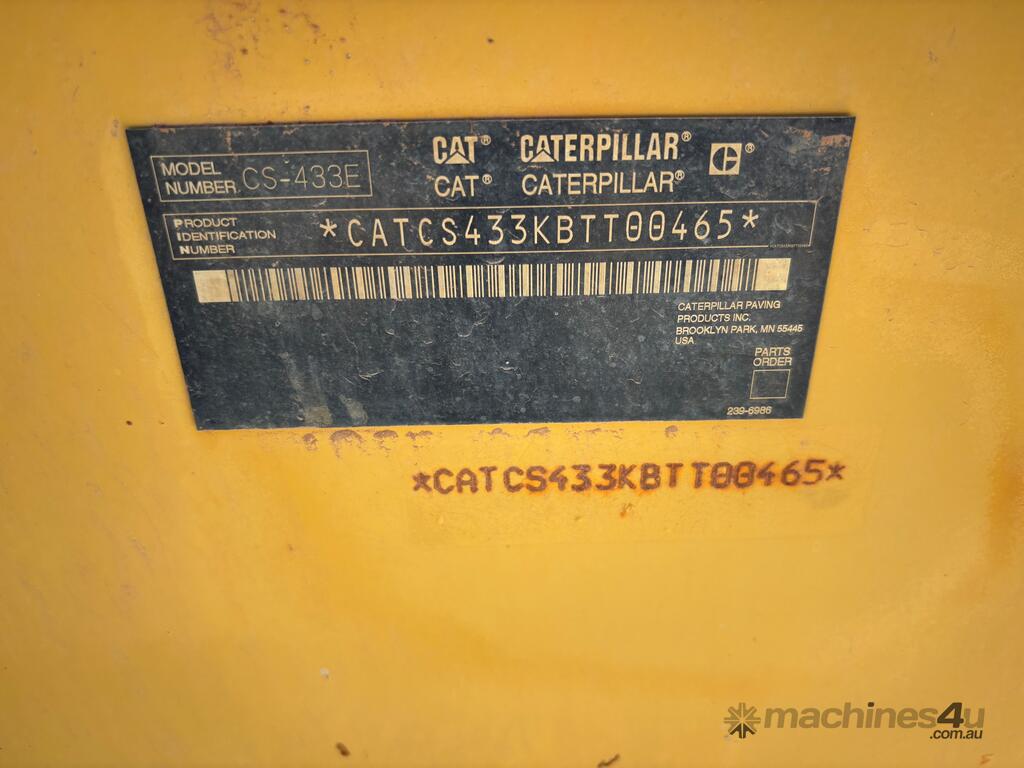 CAT® CATERPILLAR®
CAT® CATERPILLAR®
MODEL NUMBER CS-433E
PRODUCT IDENTIFICATION NUMBER *CATCS433KBTT00465*
CATERPILLAR PAVING
PRODUCTS INC.
BROOKLYN PARK, MN 55445
USA
PARTS
ORDER
239-6986
*CATCS433KBTT00465*
machines4u
.com.au